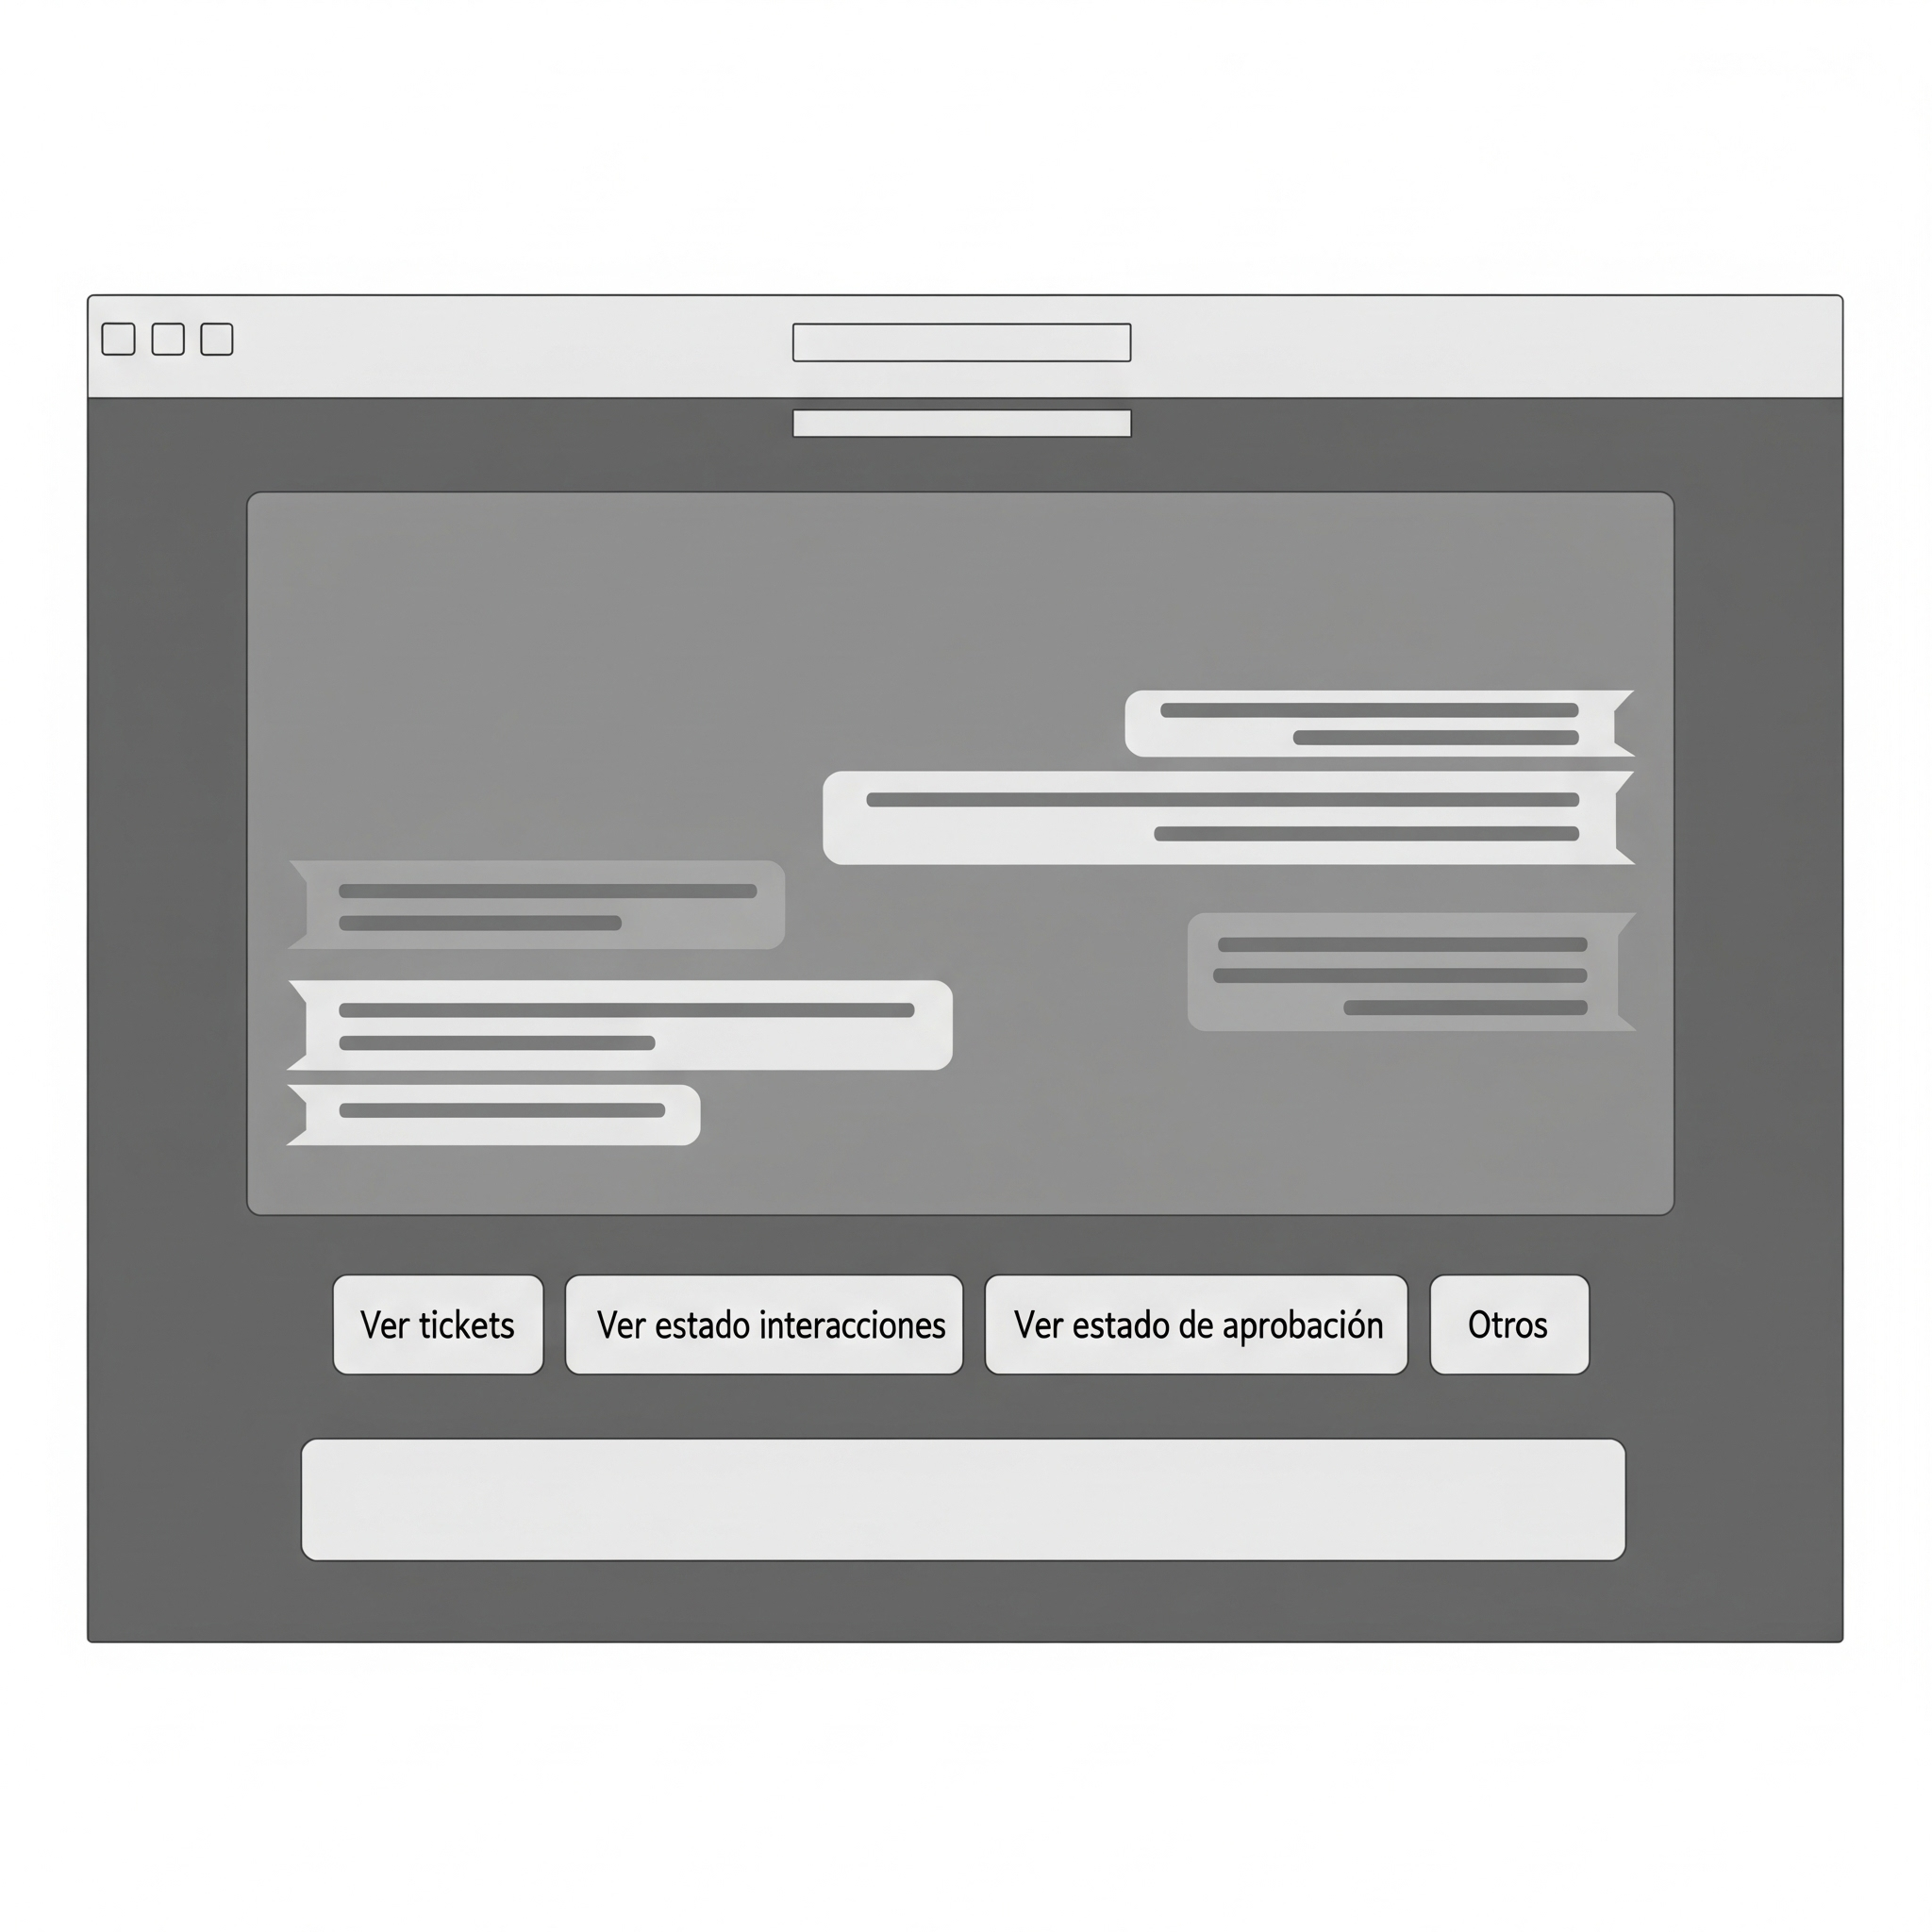 Ver tickets
Ver estado interacciones
Ver estado de aprobación
Otros